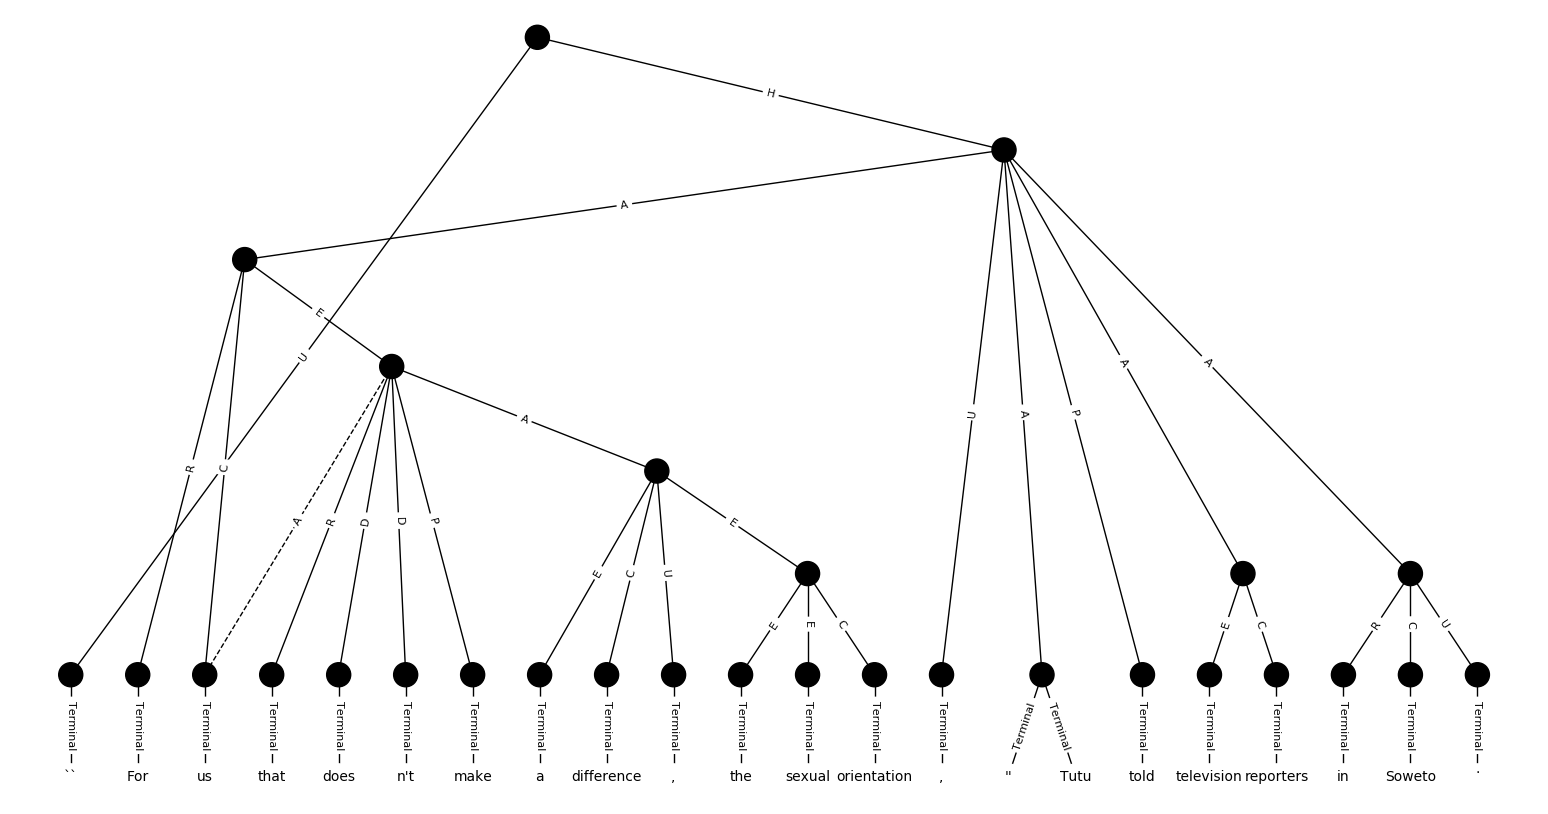 H
A
E
U
A
R
C
A
R
D
D
P
E
C
U
E
U
A
P
A
A
E
E
C
E
C
R
C
U
Terminal Terminal Terminal Terminal Terminal Terminal Terminal Terminal Terminal Terminal Terminal Terminal Terminal Terminal Terminal Terminal Terminal Terminal Terminal Terminal Terminal Terminal
`` For us that does n't make a difference , the sexual orientation , " Tutu told television reporters in Soweto .